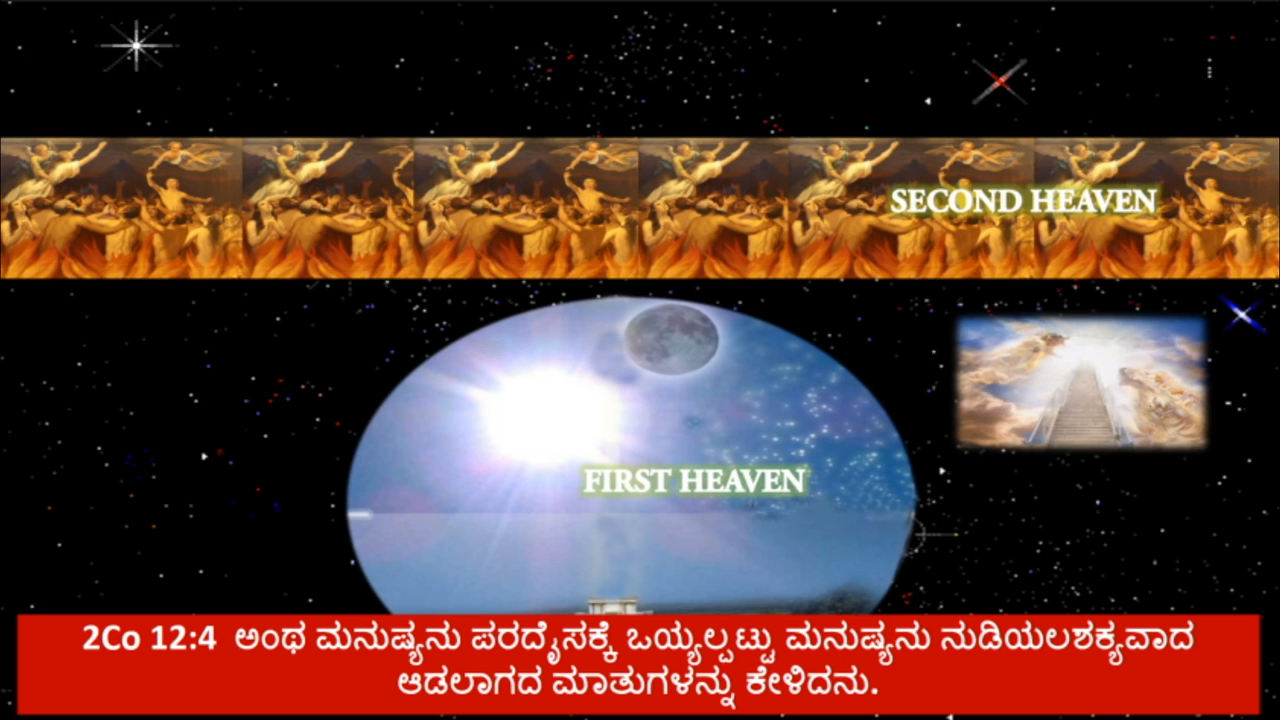 SECOND HEAVEN
FIRST HEAVEN
2Co 12:4 ಅಂಥ ಮನುಷ್ಯನು ಪರದೈಸಕ್ಕೆ ಒಯ್ಯಲ್ಪಟ್ಟು ಮನುಷ್ಯನು ನುಡಿಯಲಶಕ್ಯವಾದ
ಆಡಲಾಗದ ಮಾತುಗಳನ್ನು ಕೇಳಿದನು.